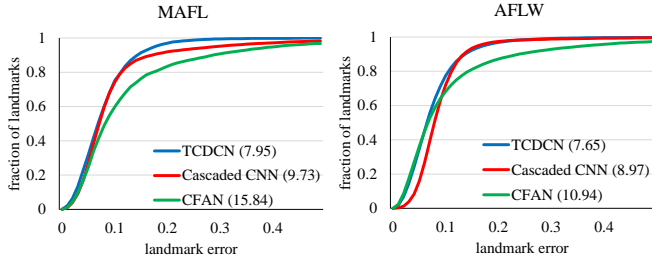 MAFL
1
0.8
0.6
0.4
0.2
0
fraction of landmarks
TCDCN (7.95)
Cascaded CNN (9.73)
CFAN (15.84)
0 0.1 0.2 0.3 0.4
landmark error
AFLW
1
0.8
0.6
0.4
0.2
0
fraction of landmarks
TCDCN (7.65)
Cascaded CNN (8.97)
CFAN (10.94)
0 0.1 0.2 0.3 0.4
landmark error